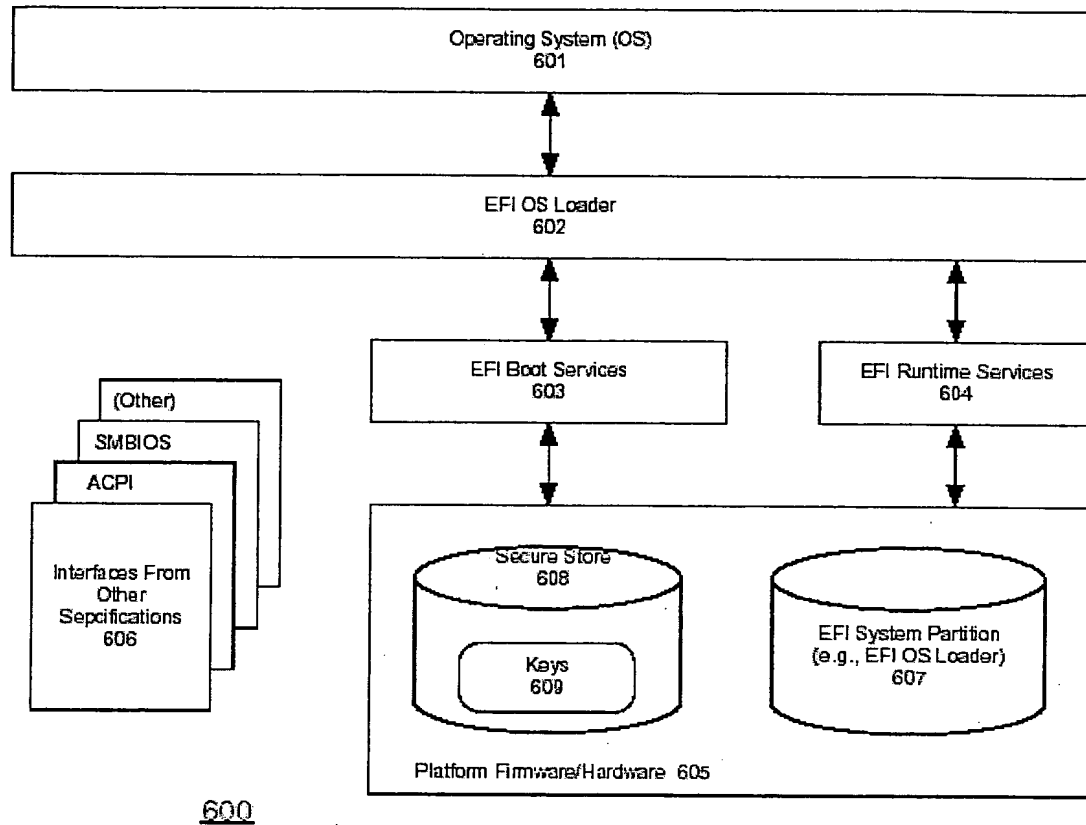 Operating System (OS)
601
EFI OS Loader
602
EFI Boot Services
603
EFI Runtime Services
604
(Other)
SMBIOS
ACPI
Interfaces From
Other
Sepcifications
606
Secure Store
608
Keys
609
EFI System Partition
(e.g., EFI OS Loader)
607
Platform Firmware/Hardware 605
600